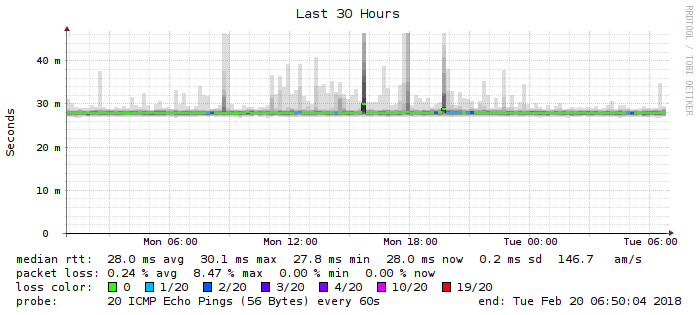 Last 30 Hours
RRDTOOL / TOBI OETIKER
Seconds
40 m
30 m
20 m
10 m
0
Mon 06:00 Mon 12:00 Mon 18:00 Tue 00:00 Tue 06:00
median rtt: 28.0 ms avg 30.1 ms max 27.8 ms min 28.0 ms now 0.2 ms sd 146.7 am/s
packet loss: 0.24 % avg 8.47 % max 0.00 % min 0.00 % now
loss color: 0 1/20 2/20 3/20 4/20 10/20 19/20
probe: 20 ICMP Echo Pings (56 Bytes) every 60s end: Tue Feb 20 06:50:04 2018